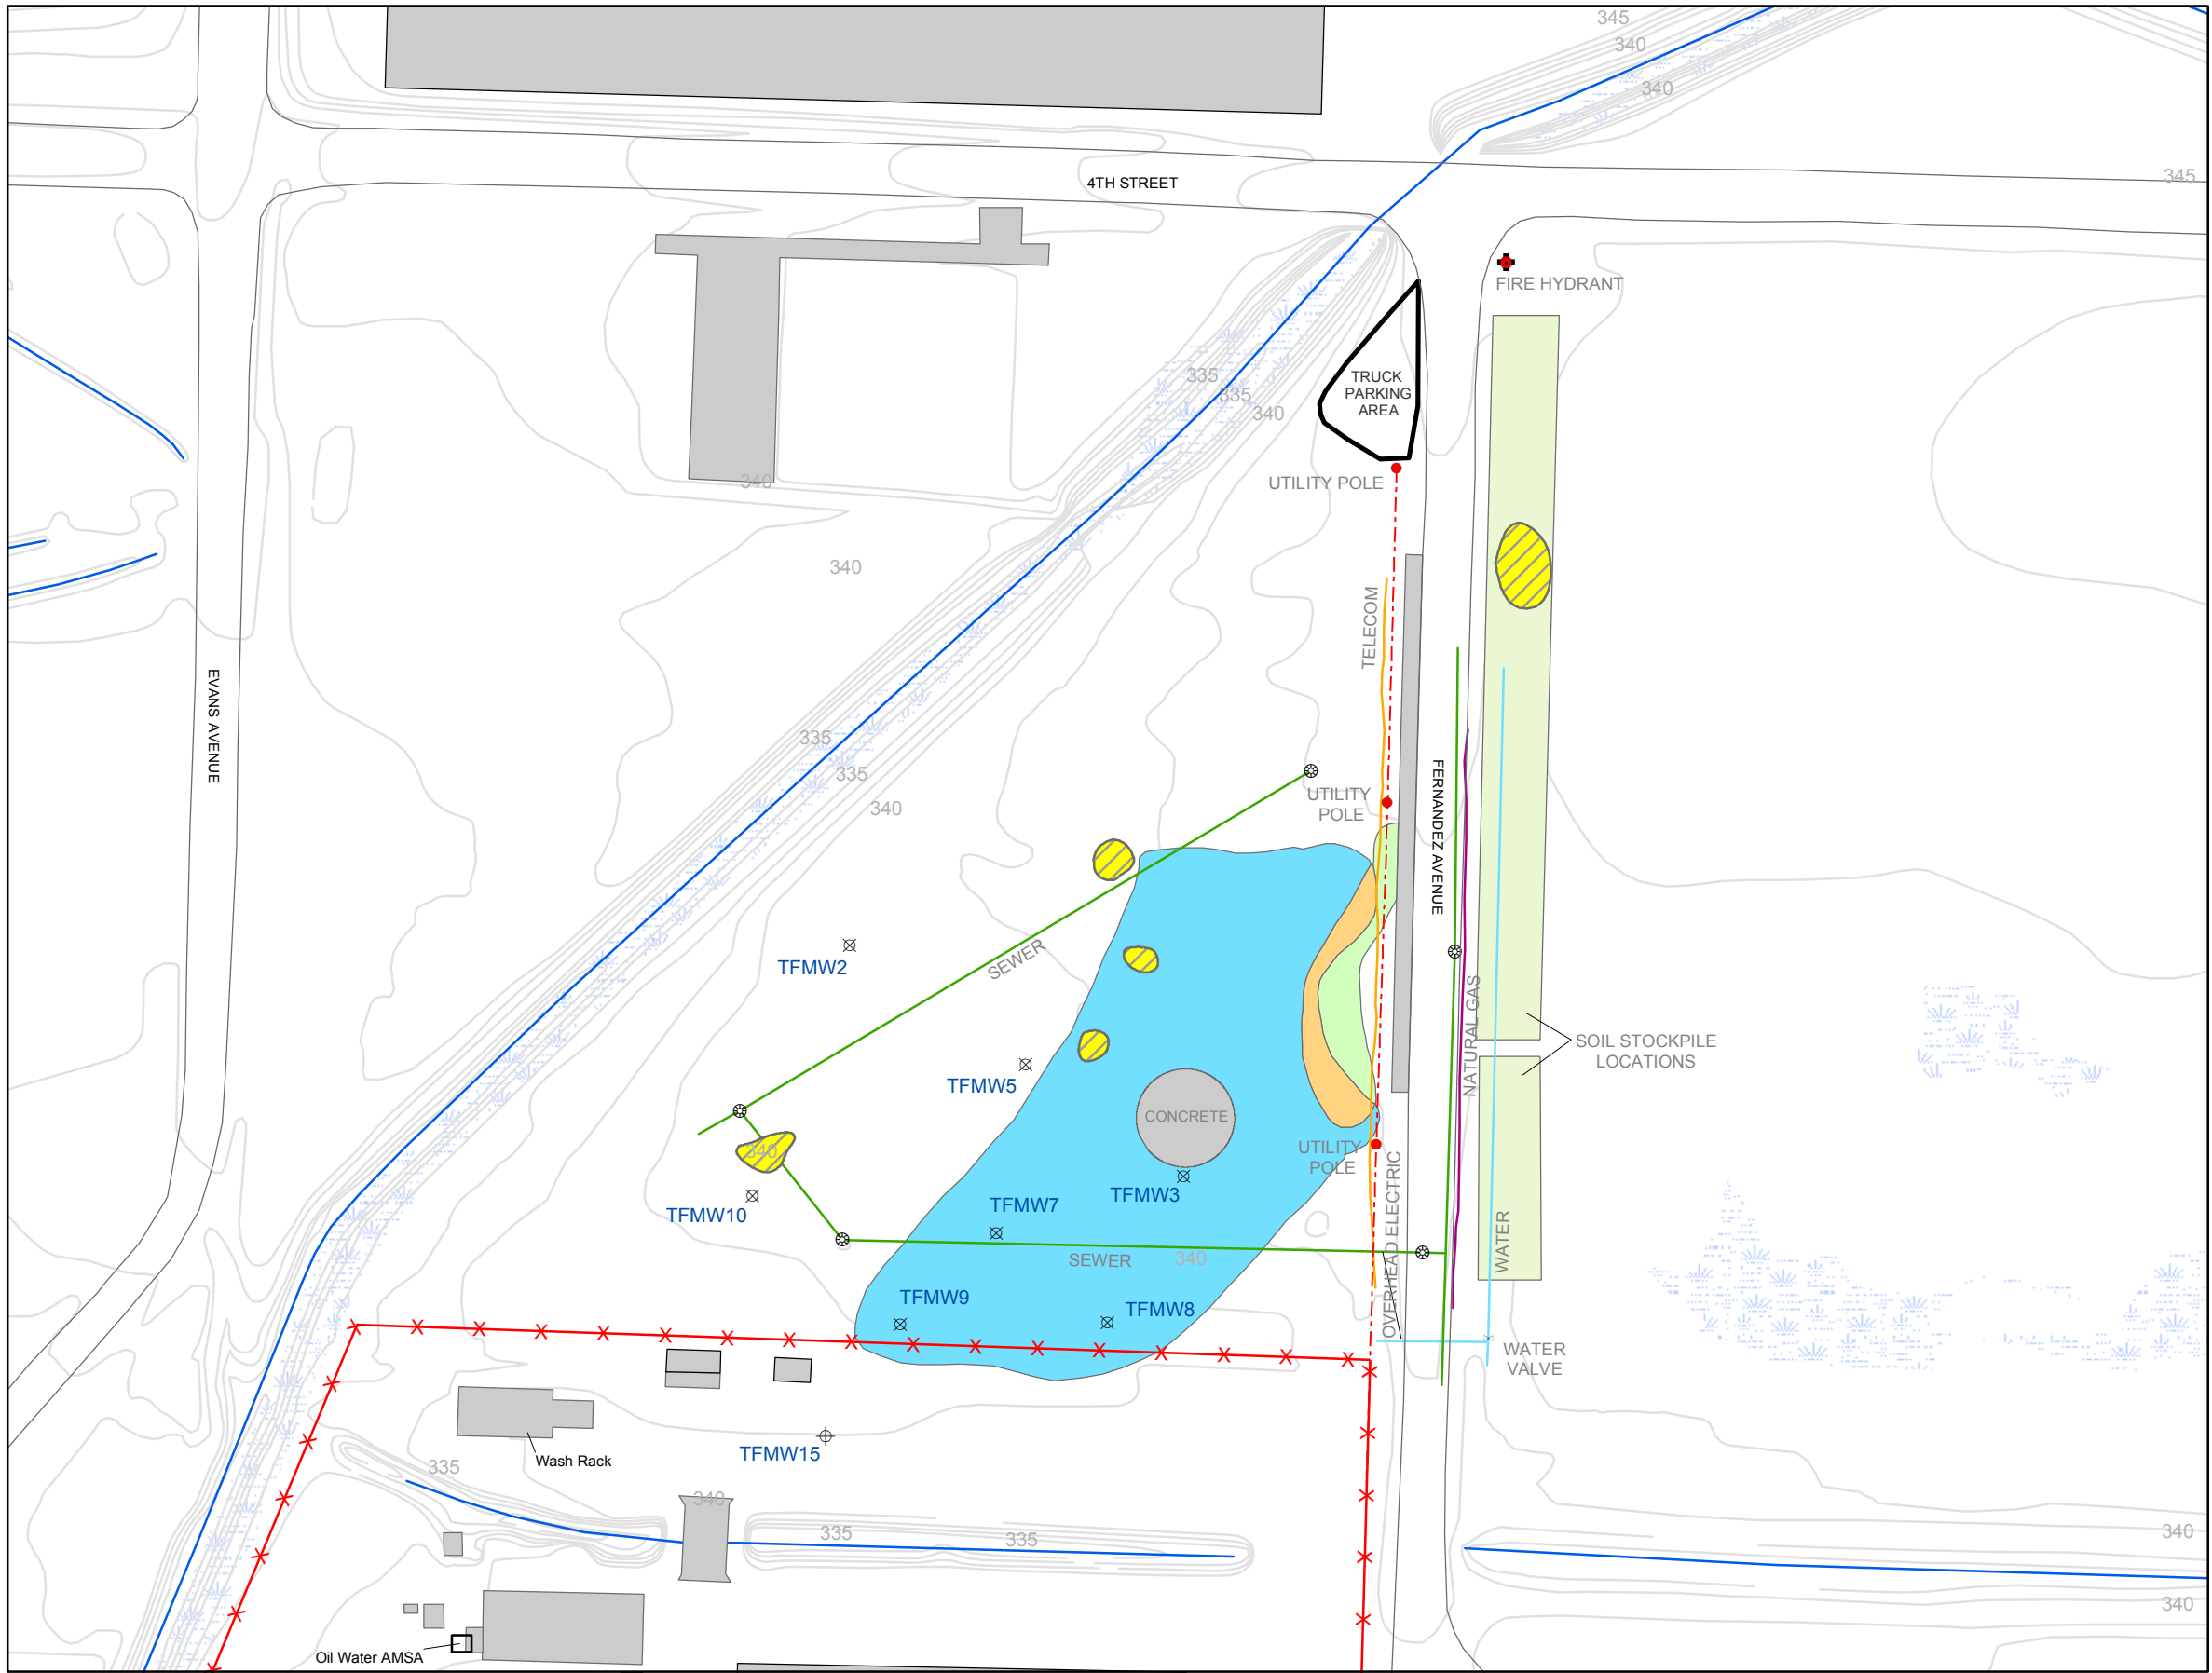 345
340
340
4TH STREET
345
FIRE HYDRANT
335
335
340
TRUCK
PARKING
AREA
340
UTILITY POLE
340
TELECOM
EVANS AVENUE
335
335
340
UTILITY
POLE
FERNANDEZ AVENUE
SEWER
TFMW2
NATURAL GAS
SOIL STOCKPILE
LOCATIONS
TFMW5
CONCRETE
340
UTILITY
POLE
TFMW3
TFMW10
TFMW7
OVERHEAD ELECTRIC
WATER
SEWER
340
TFMW9
TFMW8
WATER
VALVE
TFMW15
Wash Rack
335
340
335
335
340
340
Oil Water AMSA